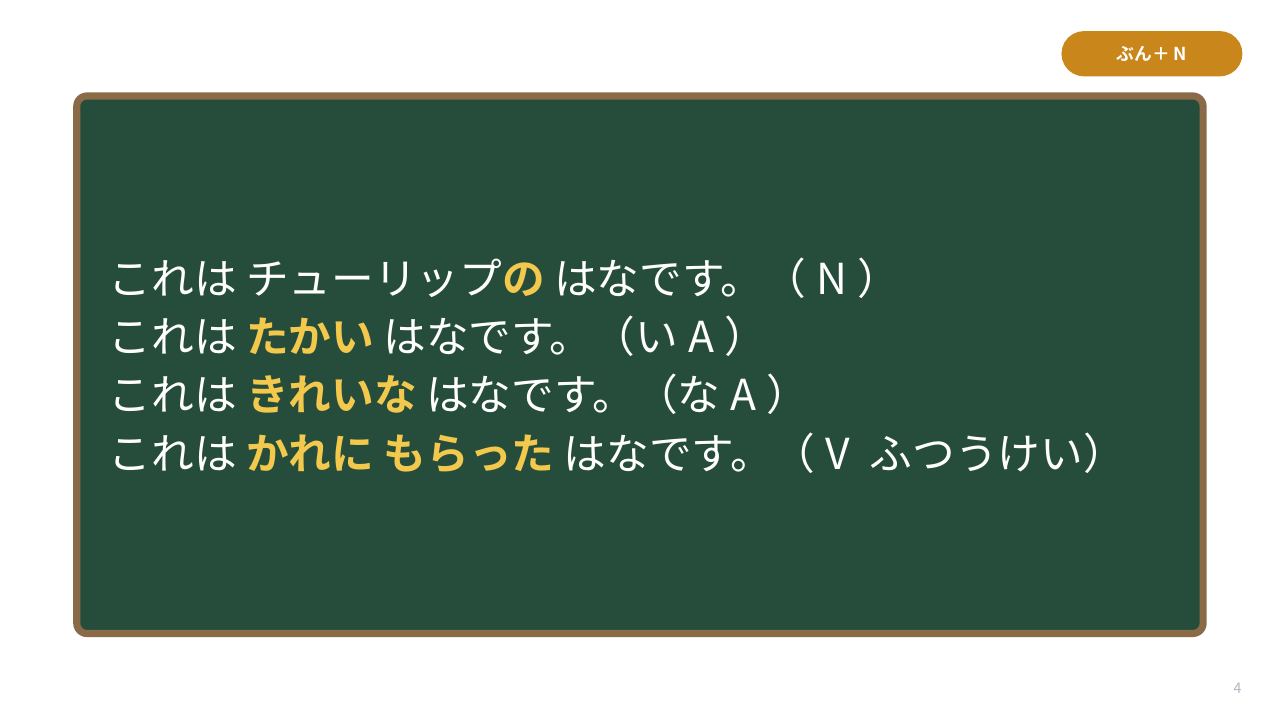 ぶん＋N
これは チューリップの はなです。（N）
これは たかい はなです。（いA）
これは きれいな はなです。（なA）
これは かれに もらった はなです。（V ふつうけい）
4